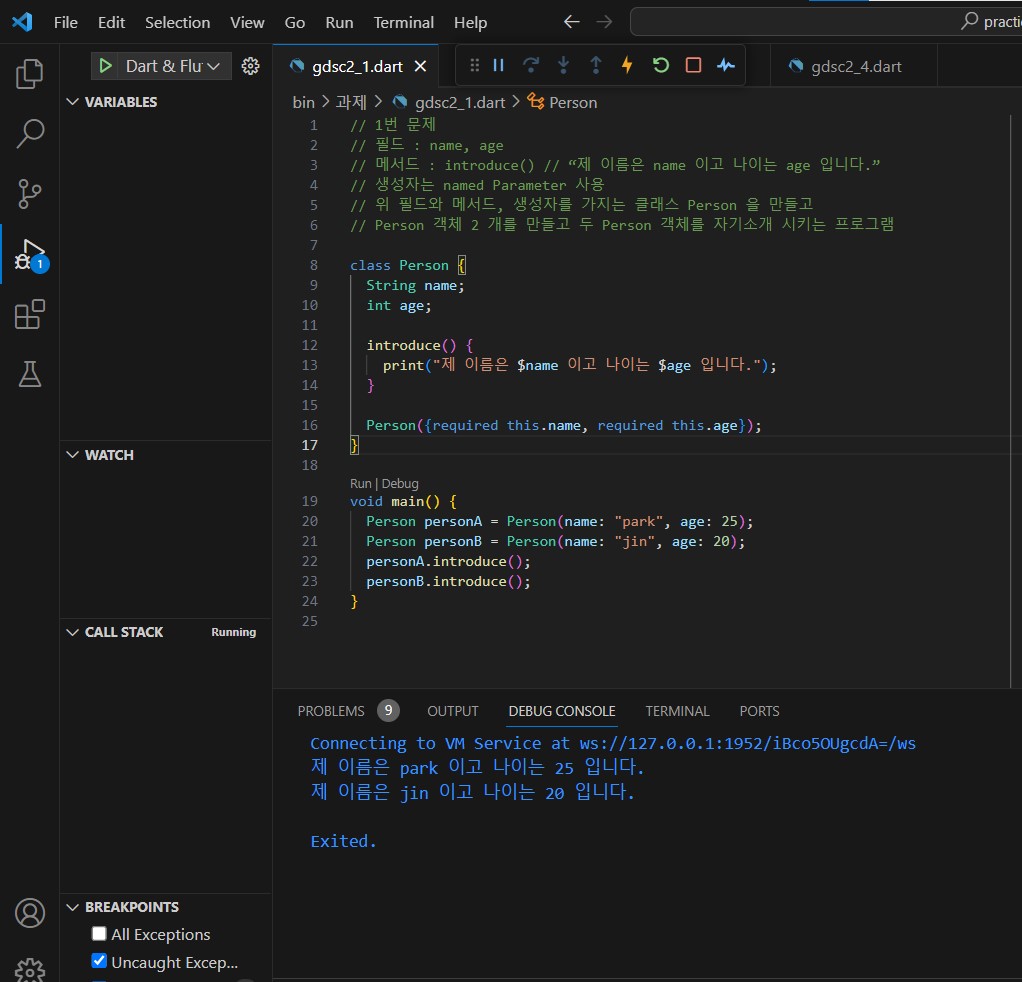 File Edit Selection View Go Run Terminal Help
practi
Dart & Flu
gdsc2_1.dart
gdsc2_4.dart
VARIABLES
bin > 과제 > gdsc2_1.dart > Person
1 // 1번 문제
2 // 필드 : name, age
3 // 메서드 : introduce() // “제 이름은 name 이고 나이는 age 입니다.”
4 // 생성자는 named Parameter 사용
5 // 위 필드와 메서드, 생성자를 가지는 클래스 Person 을 만들고
6 // Person 객체 2 개를 만들고 두 Person 객체를 자기소개 시키는 프로그램
7
8 class Person {
9 String name;
10 int age;
11
12 introduce() {
13 print("제 이름은 $name 이고 나이는 $age 입니다.");
14 }
15
16 Person({required this.name, required this.age});
17 }
18
Run | Debug
19 void main() {
20 Person personA = Person(name: "park", age: 25);
21 Person personB = Person(name: "jin", age: 20);
22 personA.introduce();
23 personB.introduce();
24 }
25
1
WATCH
CALL STACK Running
BREAKPOINTS
All Exceptions
Uncaught Excep...
PROBLEMS 9 OUTPUT DEBUG CONSOLE TERMINAL PORTS
Connecting to VM Service at ws://127.0.0.1:1952/iBco5OUgcdA=/ws
제 이름은 park 이고 나이는 25 입니다.
제 이름은 jin 이고 나이는 20 입니다.
Exited.